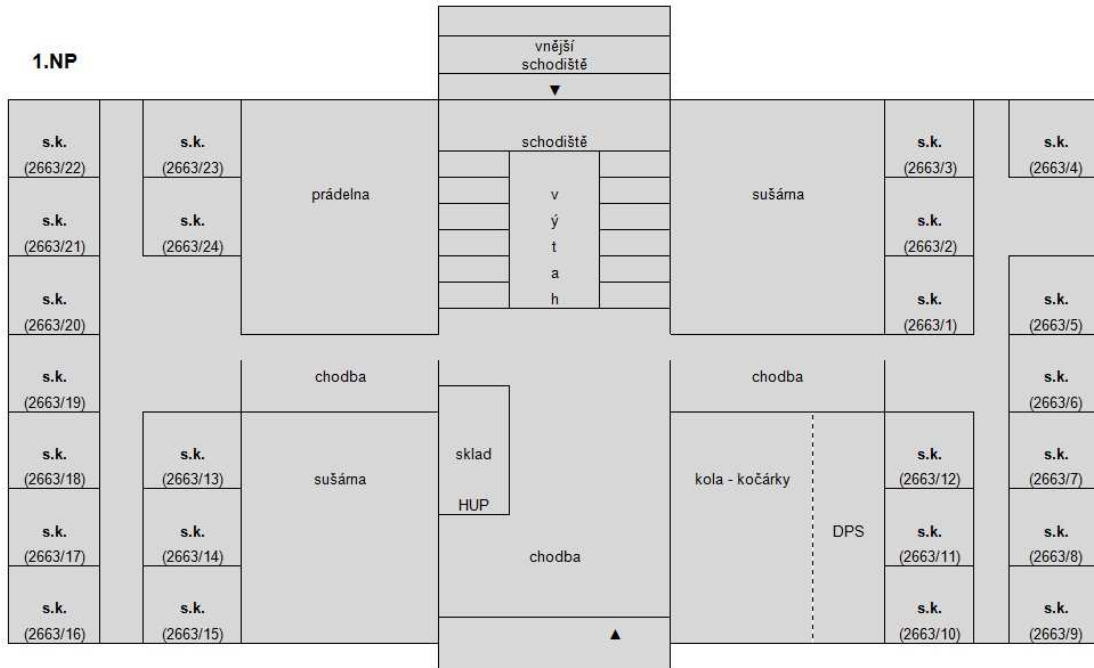 vnější
schodiště
▼
1.NP
s.k.
(2663/22)
s.k.
(2663/23)
schodiště
s.k.
(2663/3)
s.k.
(2663/4)
prádelna
v
ý
t
a
h
sušárna
s.k.
(2663/21)
s.k.
(2663/24)
s.k.
(2663/2)
s.k.
(2663/20)
s.k.
(2663/1)
s.k.
(2663/5)
s.k.
(2663/19)
chodba
chodba
s.k.
(2663/6)
s.k.
(2663/18)
s.k.
(2663/13)
sušárna
sklad
HUP
kola - kočárky
s.k.
(2663/12)
s.k.
(2663/7)
s.k.
(2663/17)
s.k.
(2663/14)
chodba
DPS
s.k.
(2663/11)
s.k.
(2663/8)
s.k.
(2663/16)
s.k.
(2663/15)
▲
s.k.
(2663/10)
s.k.
(2663/9)